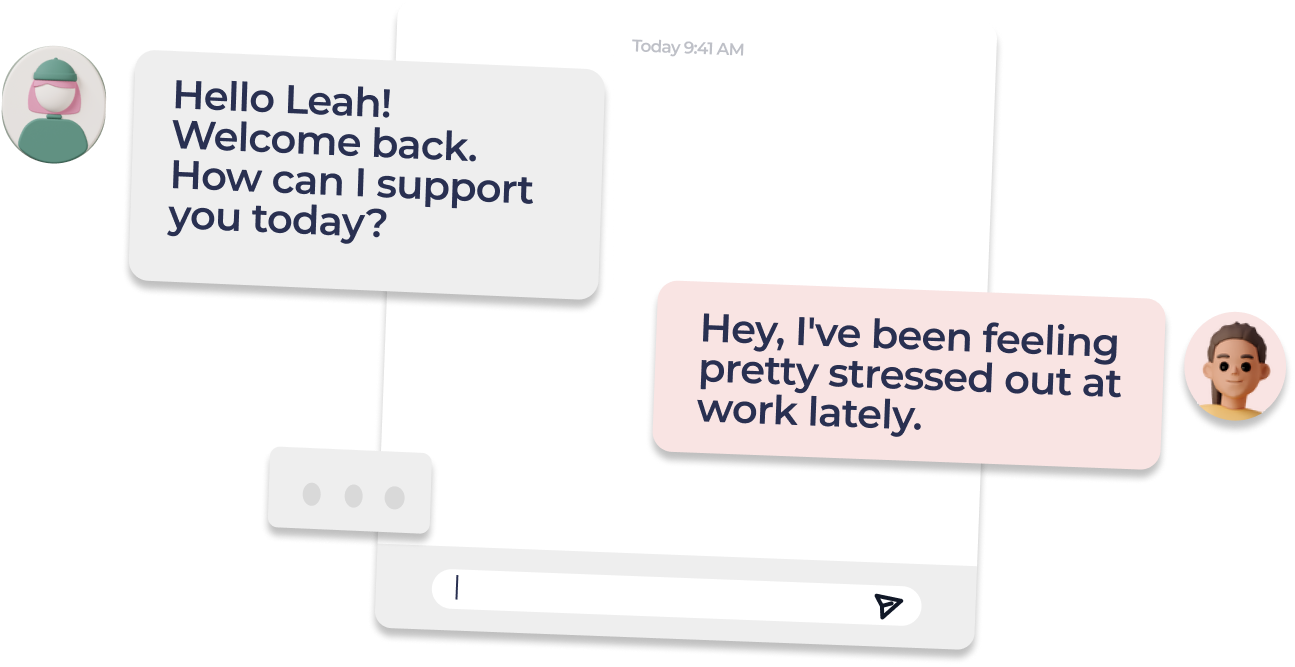 Today 9:41 AM
Hello Leah!
Welcome back.
How can I support
you today?
Hey, I've been feeling
pretty stressed out at
work lately.